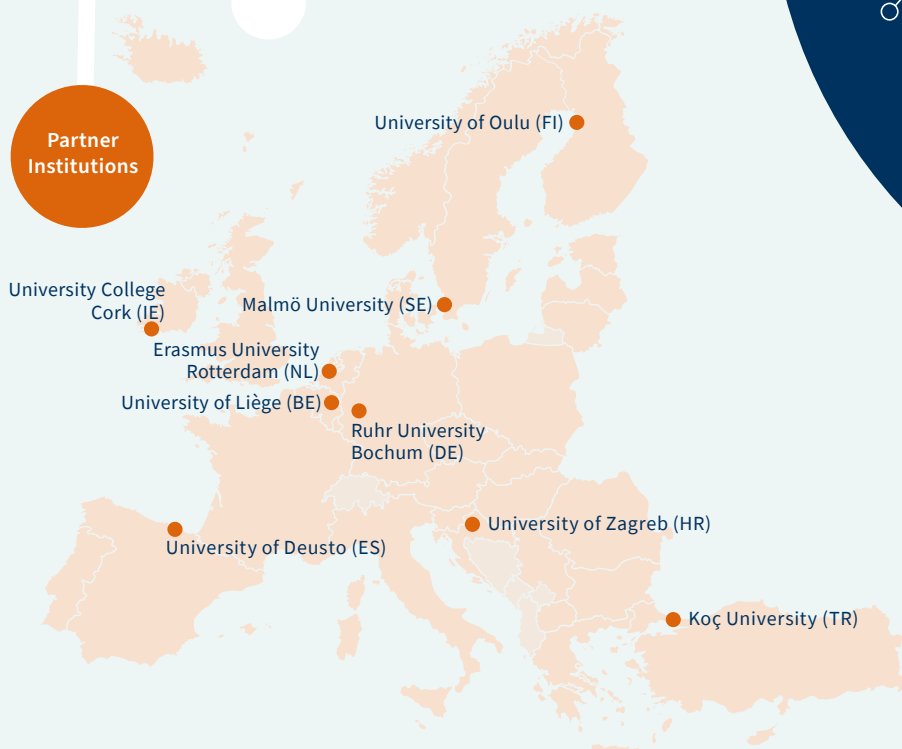 Partner
Institutions
University of Oulu (FI)
University College
Cork (IE)
Malmö University (SE)
Erasmus University
Rotterdam (NL)
University of Liège (BE)
Ruhr University
Bochum (DE)
University of Zagreb (HR)
University of Deusto (ES)
Koç University (TR)